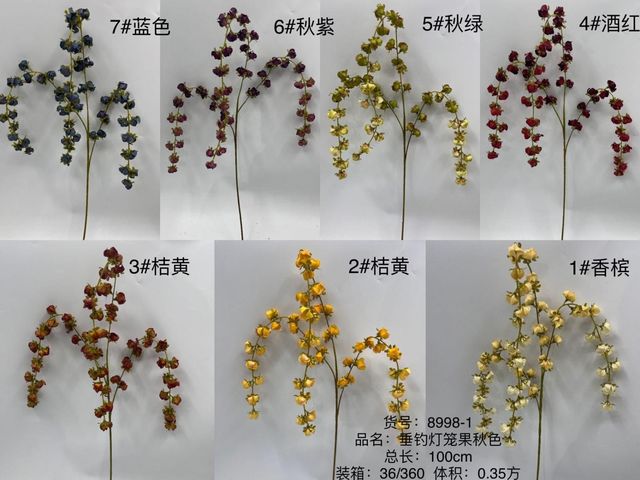 7#蓝色
6#秋紫
5#秋绿
4#酒红
3#桔黄
2#桔黄
1#香槟
货号：8998-1
品名：垂钓灯笼果秋色
总长：100cm
装箱：36/360 体积：0.35方